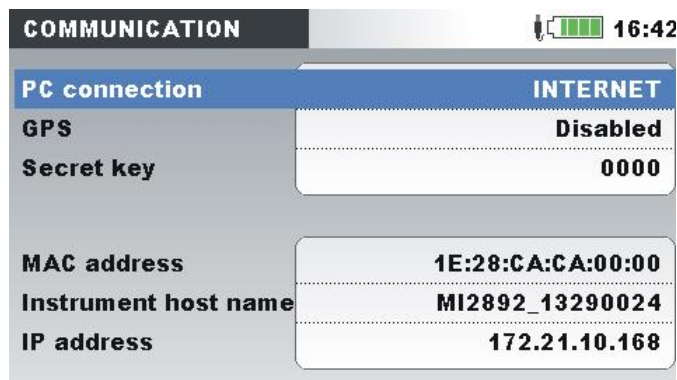 COMMUNICATION 16:42
PC connection INTERNET
GPS Disabled
Secret key 0000
MAC address 1E:28:CA:CA:00:00
Instrument host name MI2892_13290024
IP address 172.21.10.168